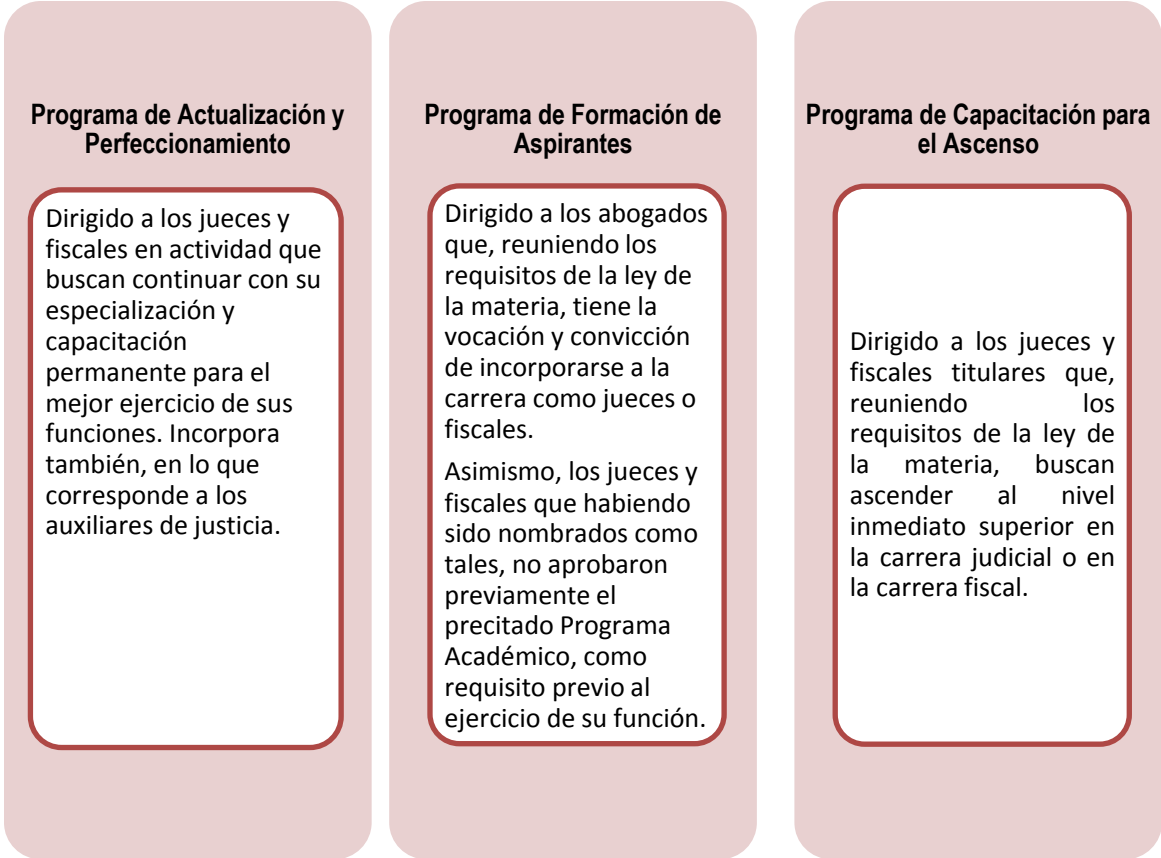 Programa de Actualización y
Perfeccionamiento
Dirigido a los jueces y
fiscales en actividad que
buscan continuar con su
especialización y
capacitación
permanente para el
mejor ejercicio de sus
funciones. Incorpora
también, en lo que
corresponde a los
auxiliares de justicia.
Programa de Formación de
Aspirantes
Dirigido a los abogados
que, reuniendo los
requisitos de la ley de
la materia, tiene la
vocación y convicción
de incorporarse a la
carrera como jueces o
fiscales.
Asimismo, los jueces y
fiscales que habiendo
sido nombrados como
tales, no aprobaron
previamente el
precitado Programa
Académico, como
requisito previo al
ejercicio de su función.
Programa de Capacitación para
el Ascenso
Dirigido a los jueces y
fiscales titulares que,
reuniendo los
requisitos de la ley de
la materia, buscan
ascender al nivel
inmediato superior en
la carrera judicial o en
la carrera fiscal.